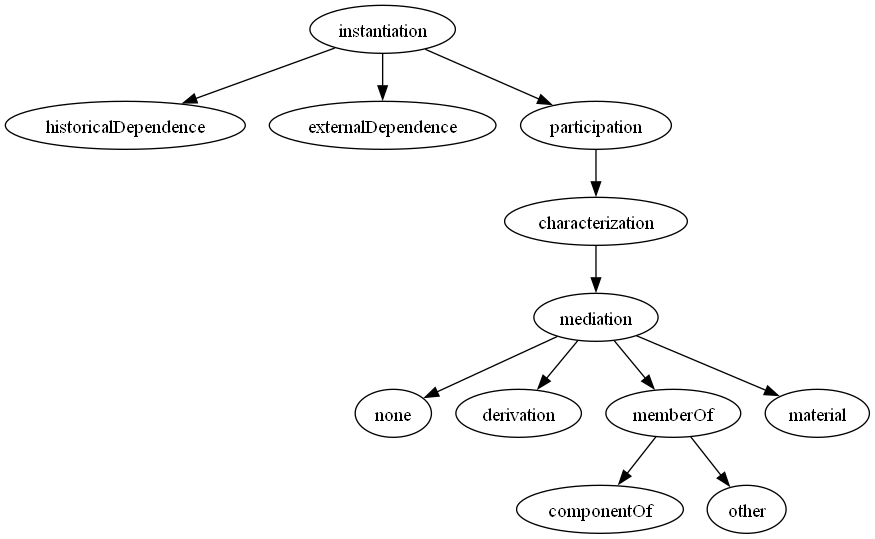 instantiation
historicalDependence
externalDependence
participation
characterization
mediation
none
derivation
memberOf
material
componentOf
other